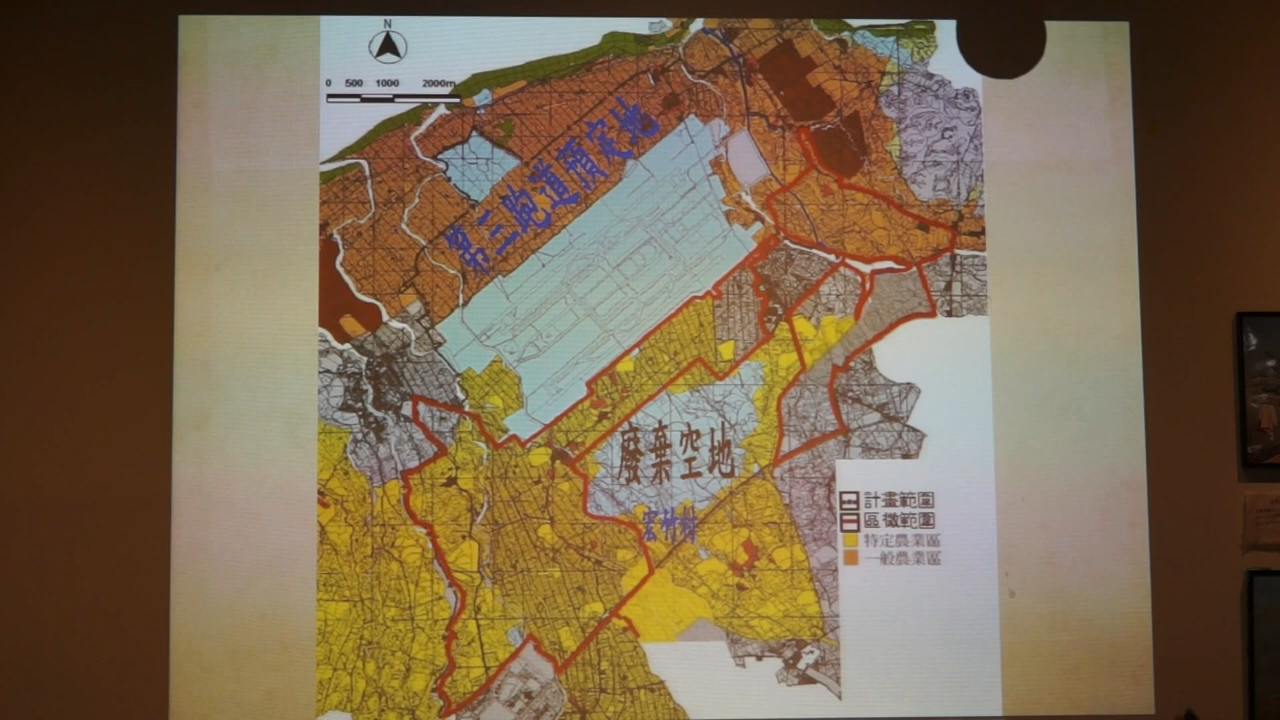 N
0 500 1000 2000m
第三跑道預定地
廢棄空地
宏竹村
計畫範圍
區徵範圍
特定農業區
一般農業區